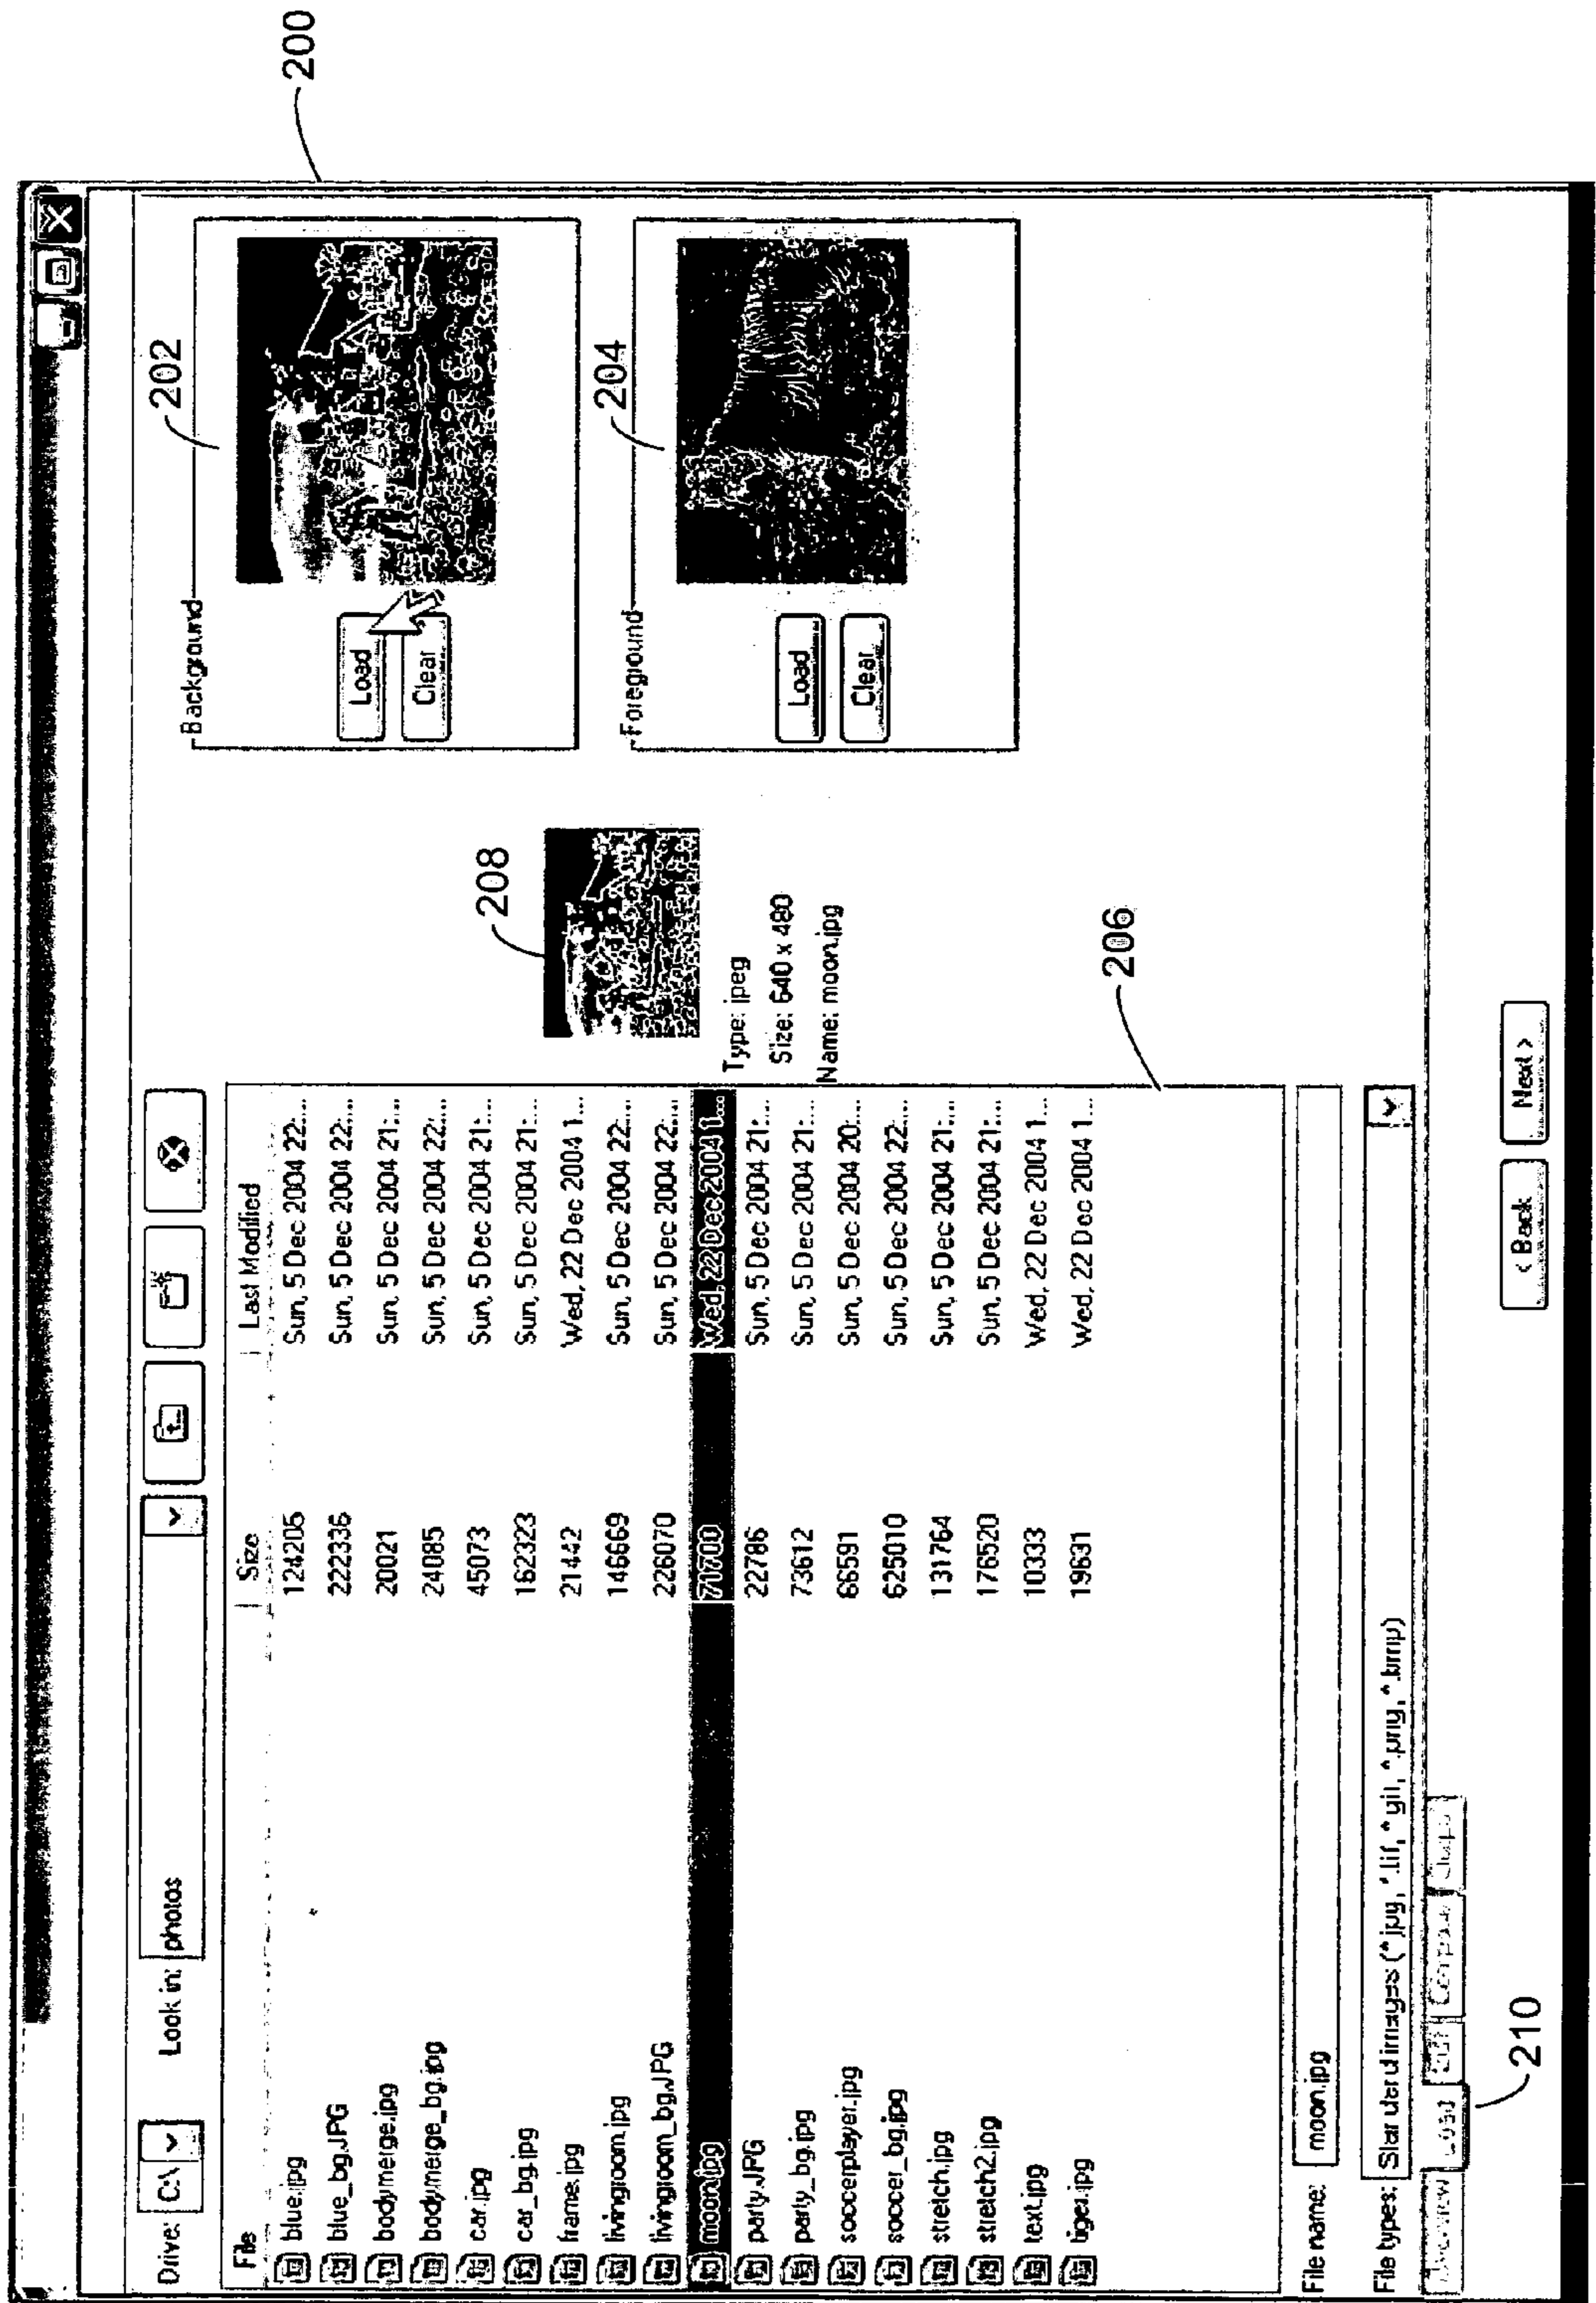 200
Drive: C:\ Look in: photos
File Size Last Modified
blue.jpg 124205 Sun, 5 Dec 2004 22:...
blue_bg.JPG 222336 Sun, 5 Dec 2004 22:...
bodymerge.jpg 20021 Sun, 5 Dec 2004 21:...
bodymerge_bg.jpg 24085 Sun, 5 Dec 2004 22:...
car.jpg 45073 Sun, 5 Dec 2004 21:...
car_bg.jpg 162323 Sun, 5 Dec 2004 21:...
frame.jpg 21442 Wed, 22 Dec 2004 1...
livingroom.jpg 146669 Sun, 5 Dec 2004 22:...
livingroom_bg.JPG 226070 Sun, 5 Dec 2004 22:...
moon.jpg 71700 Wed, 22 Dec 2004 1...
party.JPG 22786 Sun, 5 Dec 2004 21:...
party_bg.jpg 73612 Sun, 5 Dec 2004 21:...
soccerplayer.jpg 66591 Sun, 5 Dec 2004 20:...
soccer_bg.jpg 625010 Sun, 5 Dec 2004 22:...
stretch.jpg 131764 Sun, 5 Dec 2004 21:...
stretch2.jpg 176520 Sun, 5 Dec 2004 21:...
text.jpg 10333 Wed, 22 Dec 2004 1...
tiger.jpg 19631 Wed, 22 Dec 2004 1...
206
208
Type: jpeg
Size: 640 x 480
Name: moon.jpg
Background
202
Load
Clear
Foreground
204
Load
Clear
File name: moon.jpg
File types: Standard images (*.jpg, *.tif, *.gif, *.png, *.bmp)
Load Cut Compose
210
< Back Next >